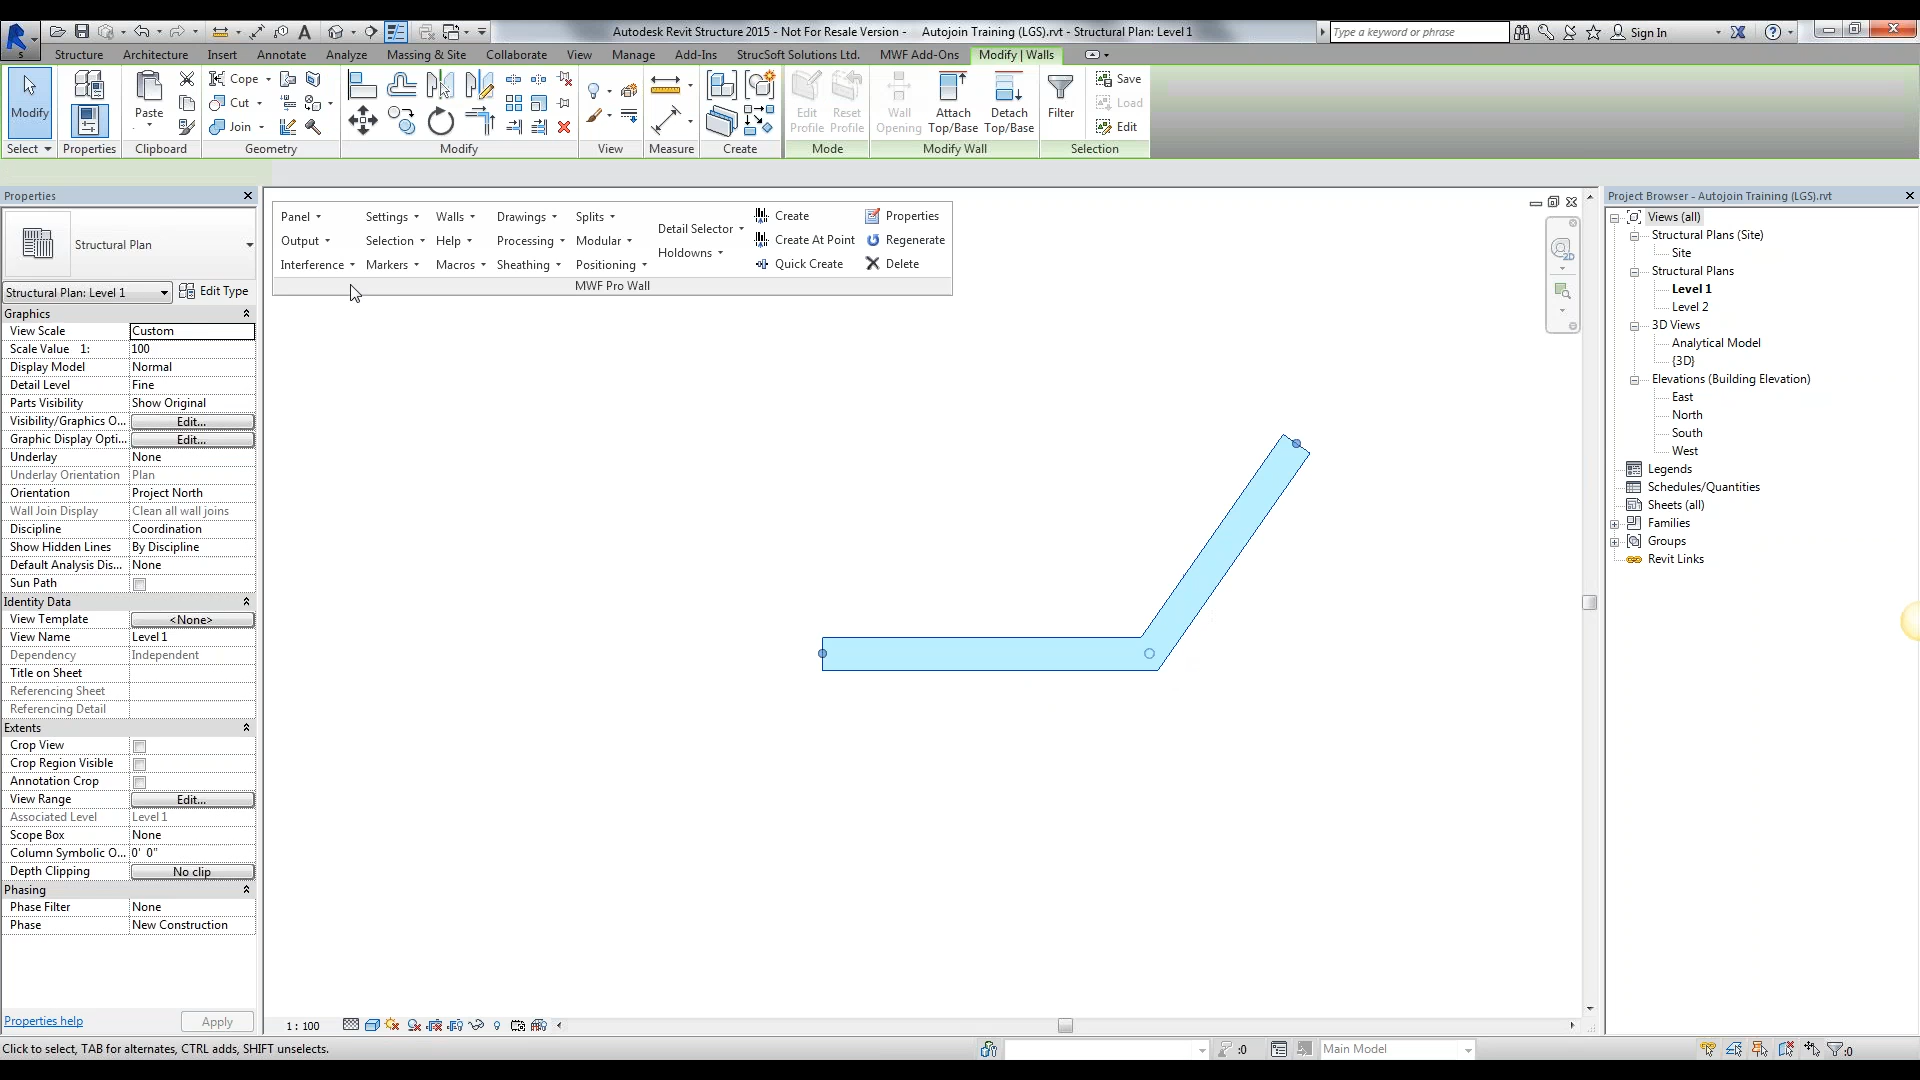 Autodesk Revit Structure 2015 - Not For Resale Version - Autojoin Training (LGS).rvt - Structural Plan: Level 1
Type a keyword or phrase
Sign In
Structure Architecture Insert Annotate Analyze Massing & Site Collaborate View Manage Add-Ins StrucSoft Solutions Ltd. MWF Add-Ons Modify | Walls
Modify
Paste
Cope
Cut
Join
Edit Profile
Reset Profile
Wall Opening
Attach Top/Base
Detach Top/Base
Filter
Save
Load
Edit
Select Properties Clipboard Geometry Modify View Measure Create Mode Modify Wall Selection
Properties
Structural Plan
Structural Plan: Level 1 Edit Type
Graphics
View Scale Custom
Scale Value 1: 100
Display Model Normal
Detail Level Fine
Parts Visibility Show Original
Visibility/Graphics O... Edit...
Graphic Display Opti... Edit...
Underlay None
Underlay Orientation Plan
Orientation Project North
Wall Join Display Clean all wall joins
Discipline Coordination
Show Hidden Lines By Discipline
Default Analysis Dis... None
Sun Path
Identity Data
View Template <None>
View Name Level 1
Dependency Independent
Title on Sheet
Referencing Sheet
Referencing Detail
Extents
Crop View
Crop Region Visible
Annotation Crop
View Range Edit...
Associated Level Level 1
Scope Box None
Column Symbolic O... 0' 0"
Depth Clipping No clip
Phasing
Phase Filter None
Phase New Construction
Properties help Apply
Panel Settings Walls Drawings Splits
Output Selection Help Processing Modular
Interference Markers Macros Sheathing Positioning
Detail Selector
Holdowns
Create Properties
Create At Point Regenerate
Quick Create Delete
MWF Pro Wall
2D
1 : 100
Project Browser - Autojoin Training (LGS).rvt
Views (all)
Structural Plans (Site)
Site
Structural Plans
Level 1
Level 2
3D Views
Analytical Model
{3D}
Elevations (Building Elevation)
East
North
South
West
Legends
Schedules/Quantities
Sheets (all)
Families
Groups
Revit Links
Click to select, TAB for alternates, CTRL adds, SHIFT unselects.
:0
Main Model
:0